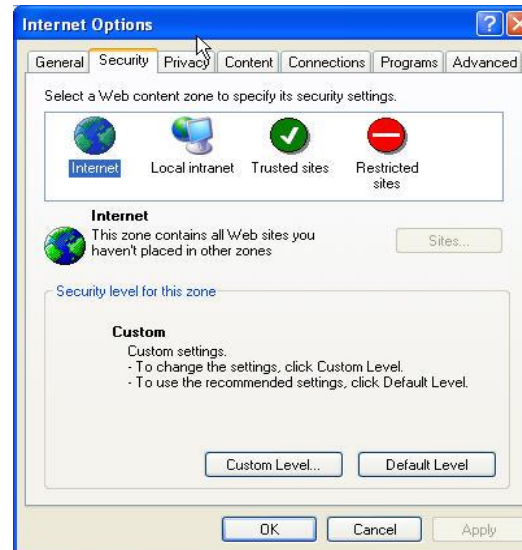 Internet Options
General Security Privacy Content Connections Programs Advanced
Select a Web content zone to specify its security settings.
Internet Local intranet Trusted sites Restricted
sites
Internet
This zone contains all Web sites you
haven't placed in other zones
Sites...
Security level for this zone
Custom
Custom settings.
- To change the settings, click Custom Level.
- To use the recommended settings, click Default Level.
Custom Level... Default Level
OK Cancel Apply